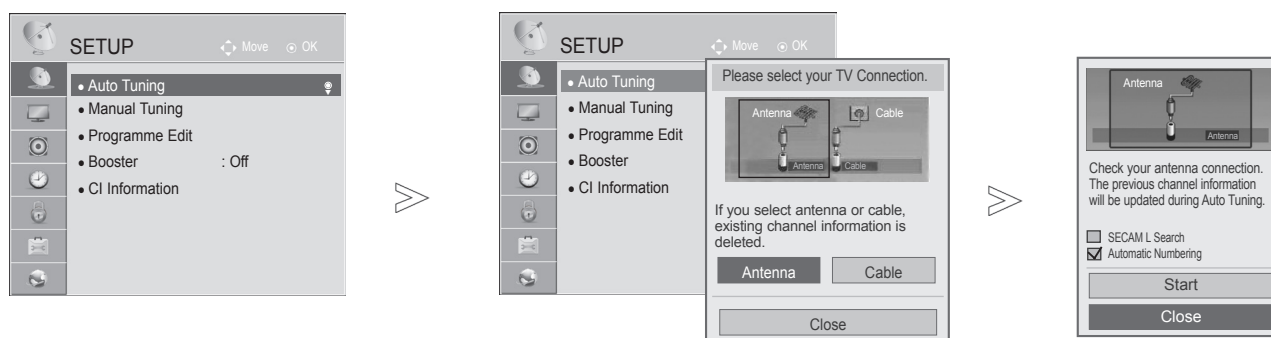 SETUP
Move OK
• Auto Tuning
• Manual Tuning
• Programme Edit
• Booster : Off
• CI Information
SETUP
Move OK
• Auto Tuning
• Manual Tuning
• Programme Edit
• Booster
• CI Information
Please select your TV Connection.
Antenna Cable
Antenna Cable
If you select antenna or cable,
existing channel information is
deleted.
Antenna Cable
Close
Antenna
Antenna
Check your antenna connection.
The previous channel information
will be updated during Auto Tuning.
SECAM L Search
Automatic Numbering
Start
Close